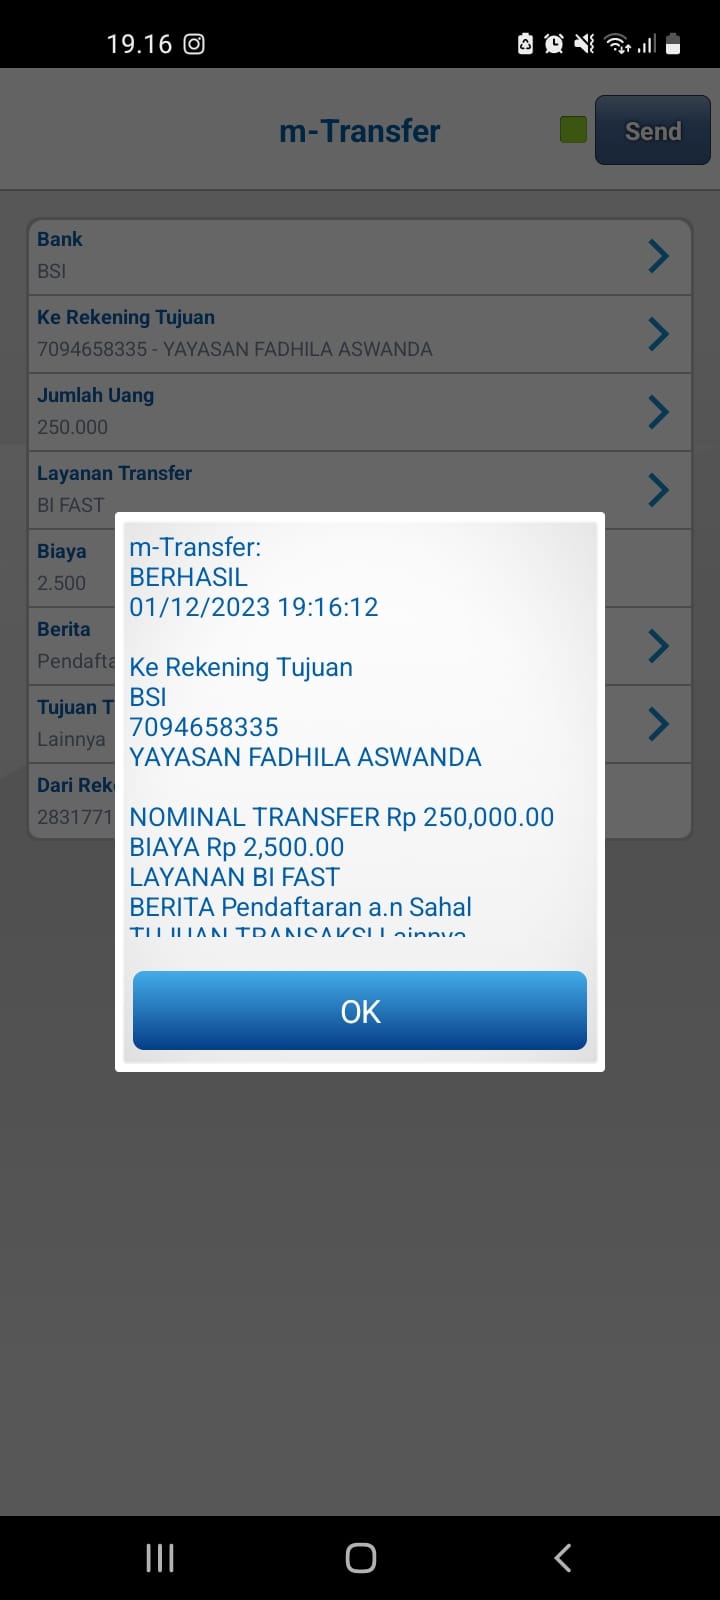 19.16
m-Transfer
Send
Bank
BSI
Ke Rekening Tujuan
7094658335 - YAYASAN FADHILA ASWANDA
Jumlah Uang
250.000
Layanan Transfer
BI FAST
Biaya
2.500
Berita
Pendafta
Tujuan T
Lainnya
Dari Rek
2831771
m-Transfer:
BERHASIL
01/12/2023 19:16:12
Ke Rekening Tujuan
BSI
7094658335
YAYASAN FADHILA ASWANDA
NOMINAL TRANSFER Rp 250,000.00
BIAYA Rp 2,500.00
LAYANAN BI FAST
BERITA Pendaftaran a.n Sahal
TUJUAN TRANSAKSI Lainnya
OK